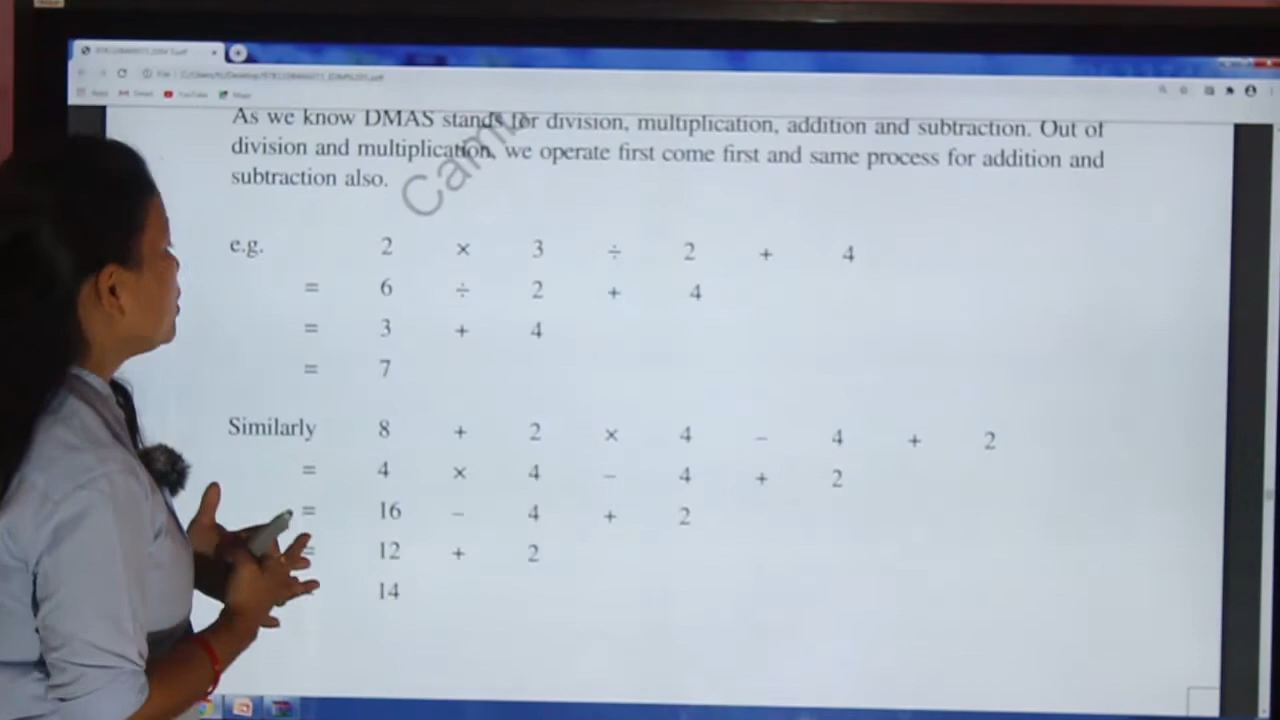 As we know DMAS stands for division, multiplication, addition and subtraction. Out of
division and multiplication, we operate first come first and same process for addition and
subtraction also.
e.g. 2 × 3 ÷ 2 + 4
= 6 ÷ 2 + 4
= 3 + 4
= 7
Similarly 8 + 2 × 4 − 4 + 2
= 4 × 4 − 4 + 2
= 16 − 4 + 2
= 12 + 2
14